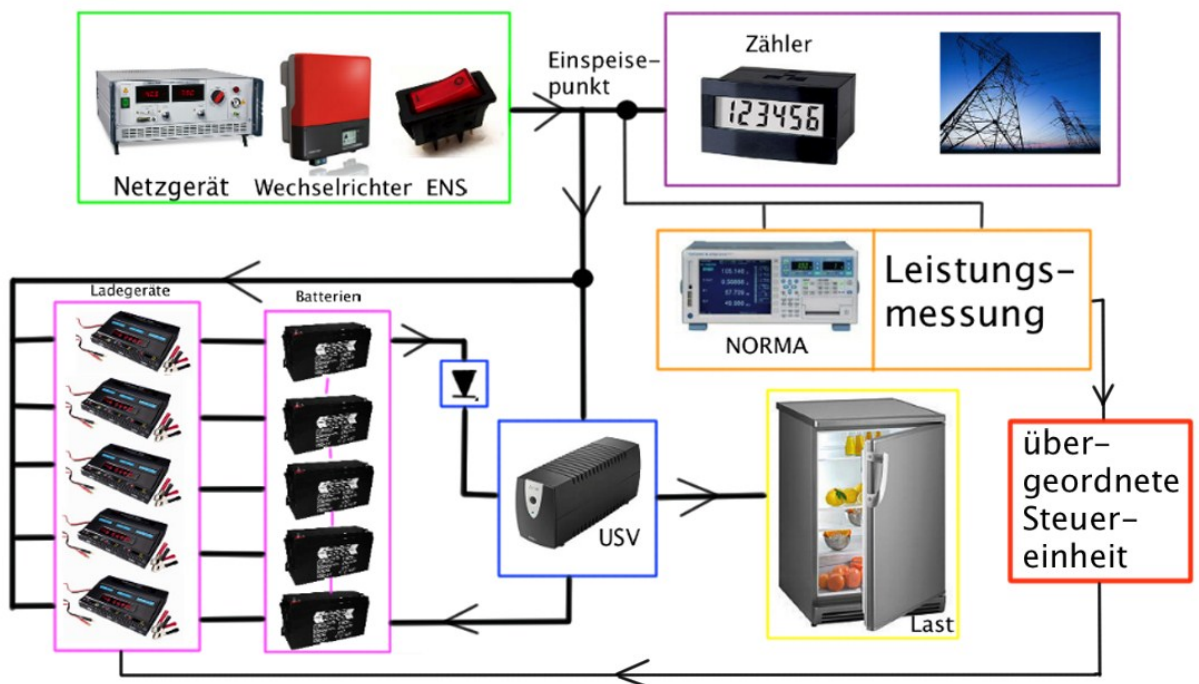 Einspeise-
punkt
Zähler
123456
Netzgerät
Wechselrichter
ENS
Ladegeräte
Batterien
NORMA
Leistungs-
messung
USV
Last
über-
geordnete
Steuer-
einheit